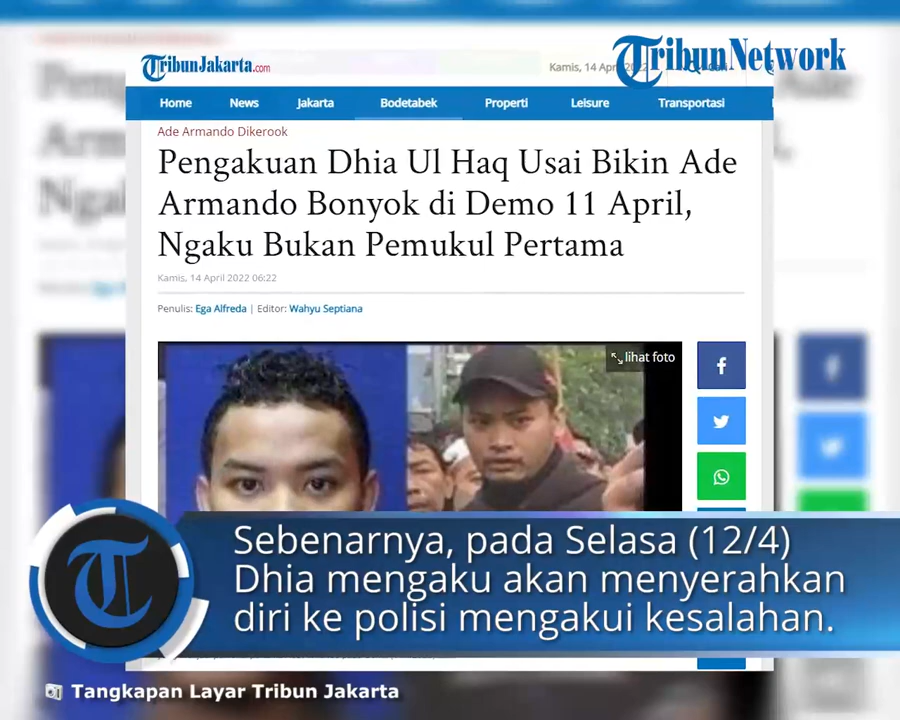 TribunJakarta.com
Kamis, 14 Apr
TribunNetwork
Home News Jakarta Bodetabek Properti Leisure Transportasi
Ade Armando Dikerook
Pengakuan Dhia Ul Haq Usai Bikin Ade
Armando Bonyok di Demo 11 April,
Ngaku Bukan Pemukul Pertama
Kamis, 14 April 2022 06:22
Penulis: Ega Alfreda | Editor: Wahyu Septiana
lihat foto
Sebenarnya, pada Selasa (12/4)
Dhia mengaku akan menyerahkan
diri ke polisi mengakui kesalahan.
Tangkapan Layar Tribun Jakarta